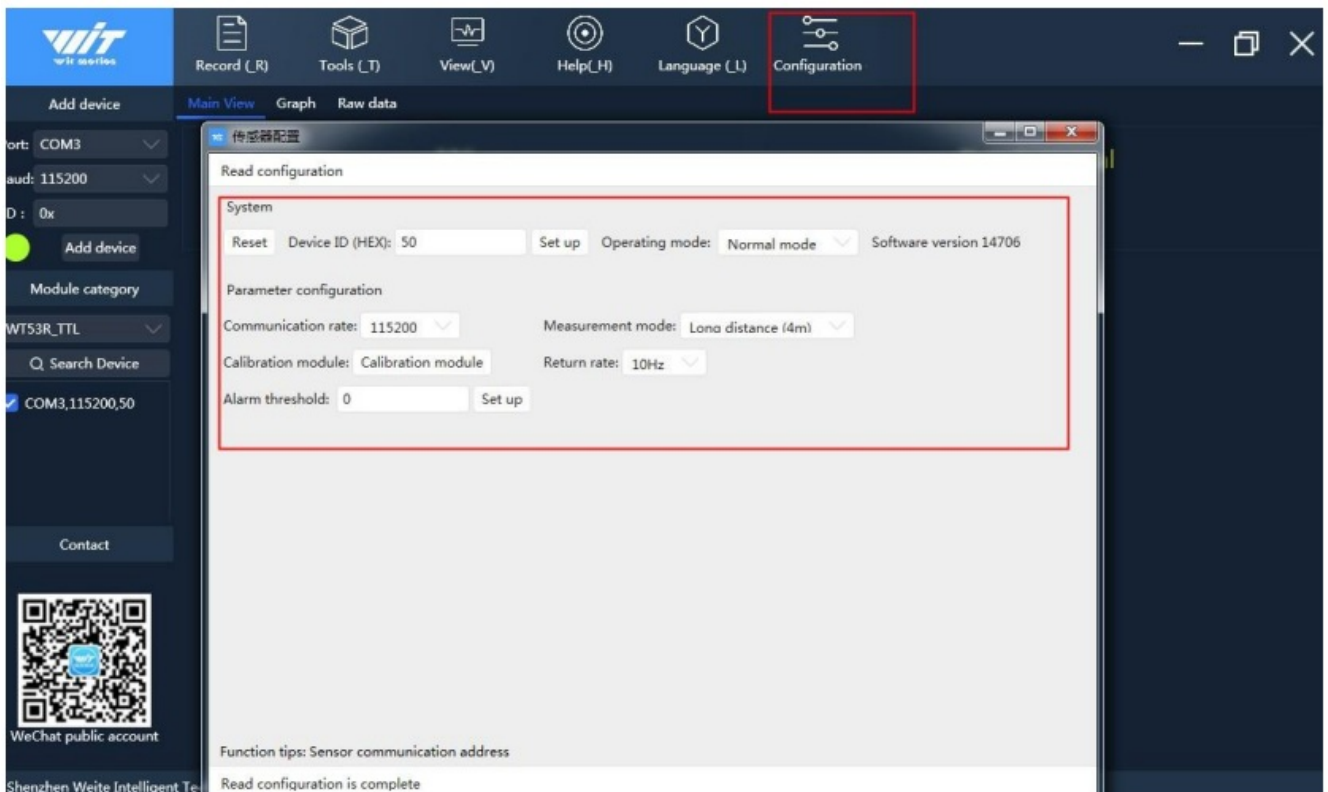 WIT
wit motion
Record (_R)
Tools (_T)
View(_V)
Help(_H)
Language (_L)
Configuration
Add device
Main View Graph Raw data
ort: COM3
aud: 115200
D : 0x
Add device
Module category
WT53R_TTL
Search Device
COM3,115200,50
Contact
WeChat public account
Shenzhen Weite Intelligent Te
传感器配置
Read configuration
System
Reset Device ID (HEX): 50 Set up Operating mode: Normal mode Software version 14706
Parameter configuration
Communication rate: 115200 Measurement mode: Long distance (4m)
Calibration module: Calibration module Return rate: 10Hz
Alarm threshold: 0 Set up
Function tips: Sensor communication address
Read configuration is complete